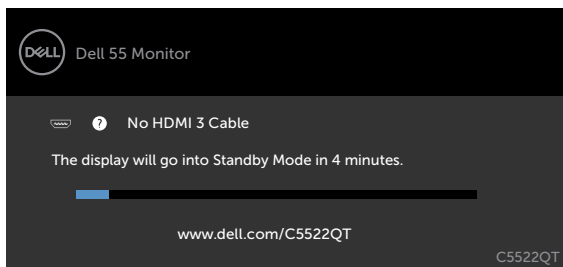 DELL
Dell 55 Monitor
? No HDMI 3 Cable
The display will go into Standby Mode in 4 minutes.
www.dell.com/C5522QT
C5522QT